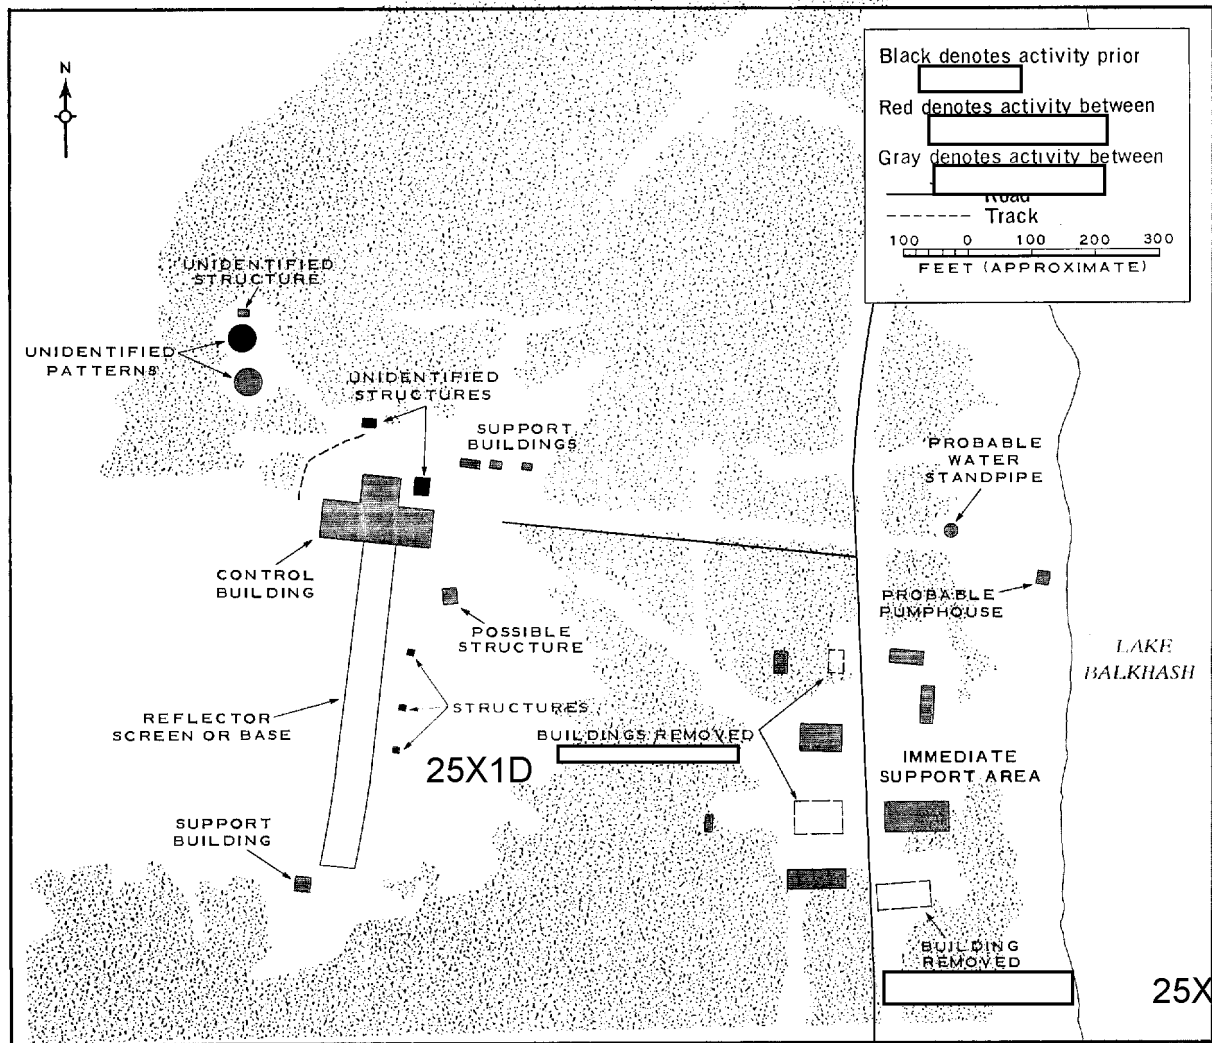 N
Black denotes activity prior
Red denotes activity between
Gray denotes activity between
Road
Track
100 0 100 200 300
FEET (APPROXIMATE)
UNIDENTIFIED
STRUCTURE
UNIDENTIFIED
PATTERNS
UNIDENTIFIED
STRUCTURES
SUPPORT
BUILDINGS
PROBABLE
WATER
STANDPIPE
CONTROL
BUILDING
POSSIBLE
STRUCTURE
PROBABLE
PUMPHOUSE
LAKE
BALKHASH
REFLECTOR
SCREEN OR BASE
STRUCTURES
BUILDINGS REMOVED
25X1D
IMMEDIATE
SUPPORT AREA
SUPPORT
BUILDING
BUILDING
REMOVED
25X